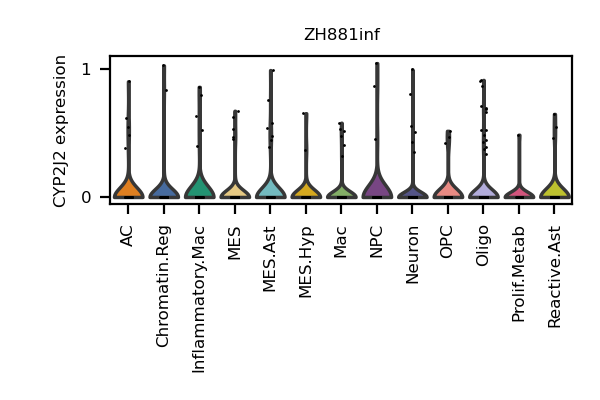 ZH881inf
CYP2J2 expression
1
0
AC
Chromatin.Reg
Inflammatory.Mac
MES
MES.Ast
MES.Hyp
Mac
NPC
Neuron
OPC
Oligo
Prolif.Metab
Reactive.Ast